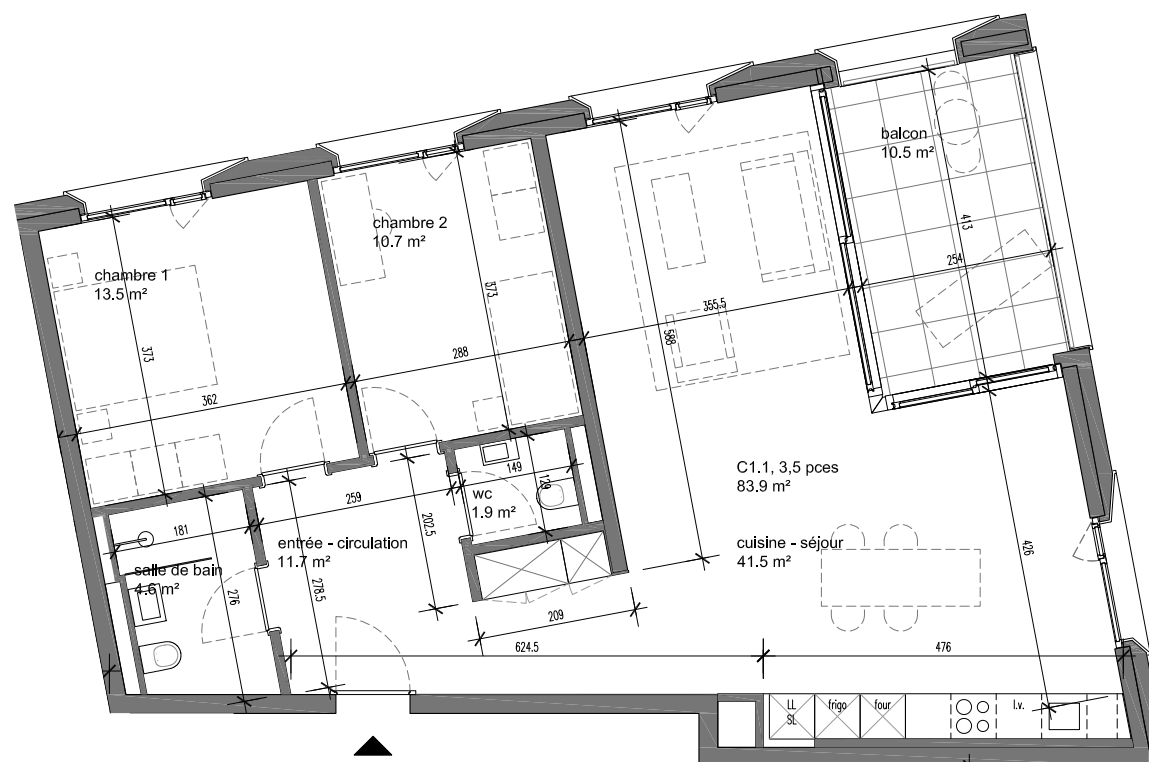 balcon
10.5 m²
chambre 2
10.7 m²
chambre 1
13.5 m²
413
254
373
373
355.5
588
288
362
C1.1, 3,5 pces
83.9 m²
149
129
wc
1.9 m²
259
202.5
181
entrée - circulation
11.7 m²
cuisine - séjour
41.5 m²
426
salle de bain
4.6 m²
276
278.5
209
624.5
476
LL
SL
frigo
four
l.v.